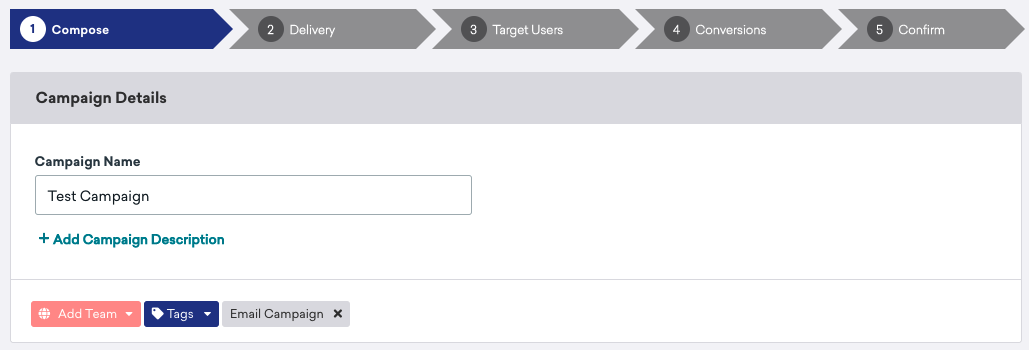 1 Compose 2 Delivery 3 Target Users 4 Conversions 5 Confirm
Campaign Details
Campaign Name
Test Campaign
+ Add Campaign Description
Add Team Tags Email Campaign ×